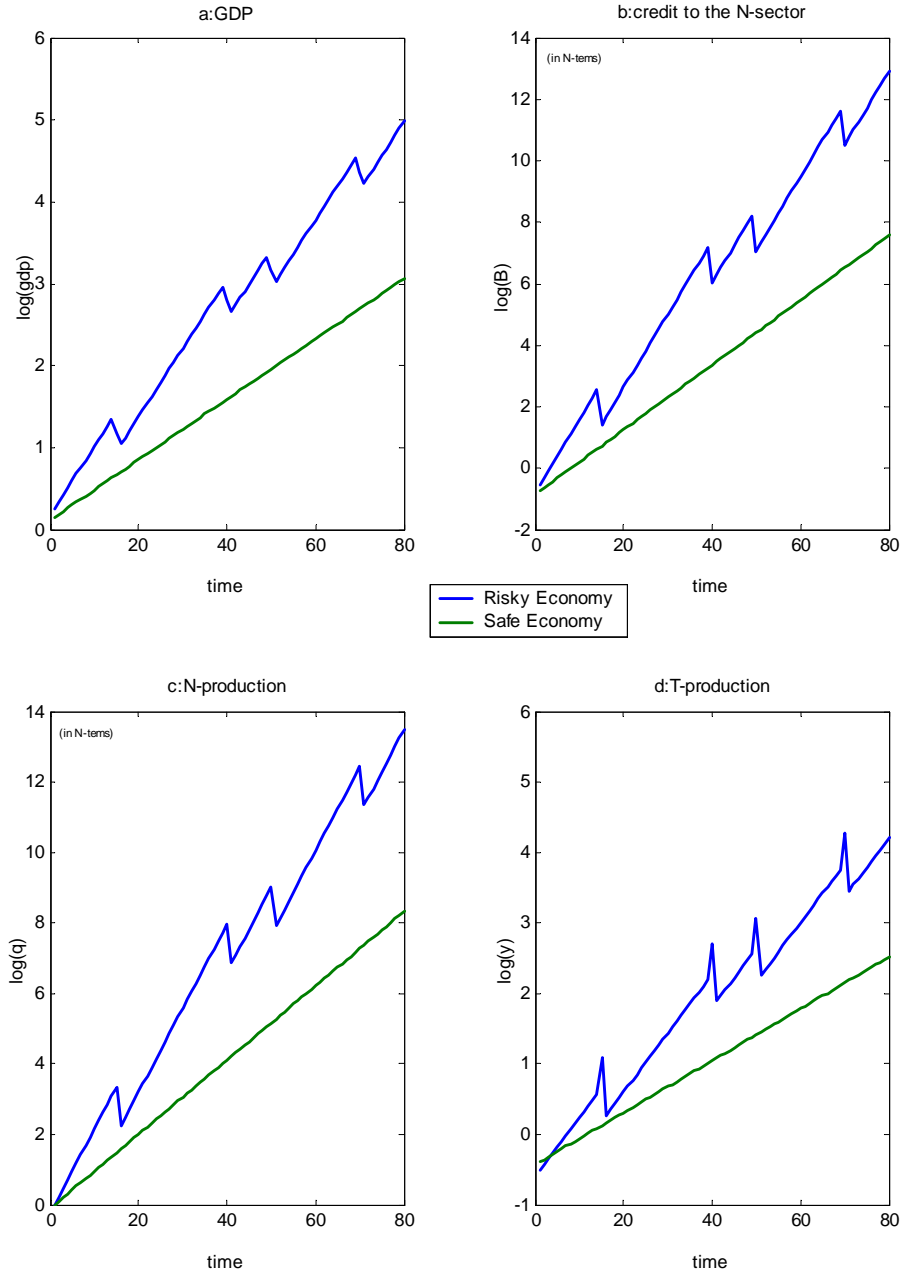 a:GDP
6
5
4
log(gdp)
3
2
1
0
0 20 40 60 80
time
b:credit to the N-sector
14
(in N-tems)
12
10
8
log(B)
6
4
2
0
-2
0 20 40 60 80
time
Risky Economy
Safe Economy
c:N-production
14
(in N-tems)
12
10
8
log(q)
6
4
2
0
0 20 40 60 80
time
d:T-production
6
5
4
3
log(y)
2
1
0
-1
0 20 40 60 80
time